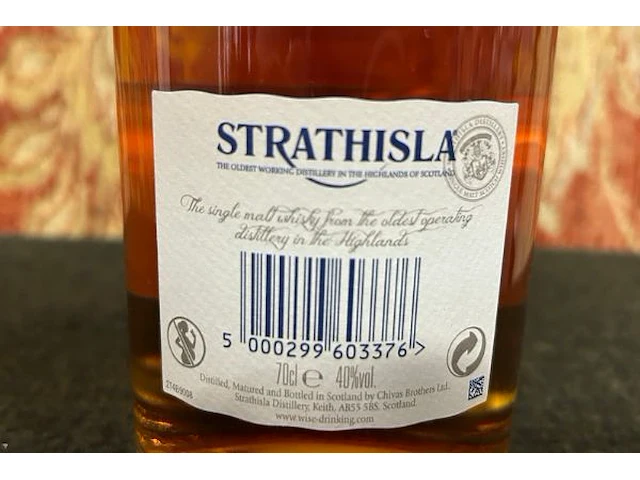 STRATHISLA
THE OLDEST WORKING DISTILLERY IN THE HIGHLANDS OF SCOTLAND
The single malt whisky from the oldest operating
distillery in the Highlands
5 000299 603376 >
70cl e 40%vol.
Distilled, Matured and Bottled in Scotland by Chivas Brothers Ltd.
Strathisla Distillery, Keith, AB55 5BS. Scotland.
www.wise-drinking.com